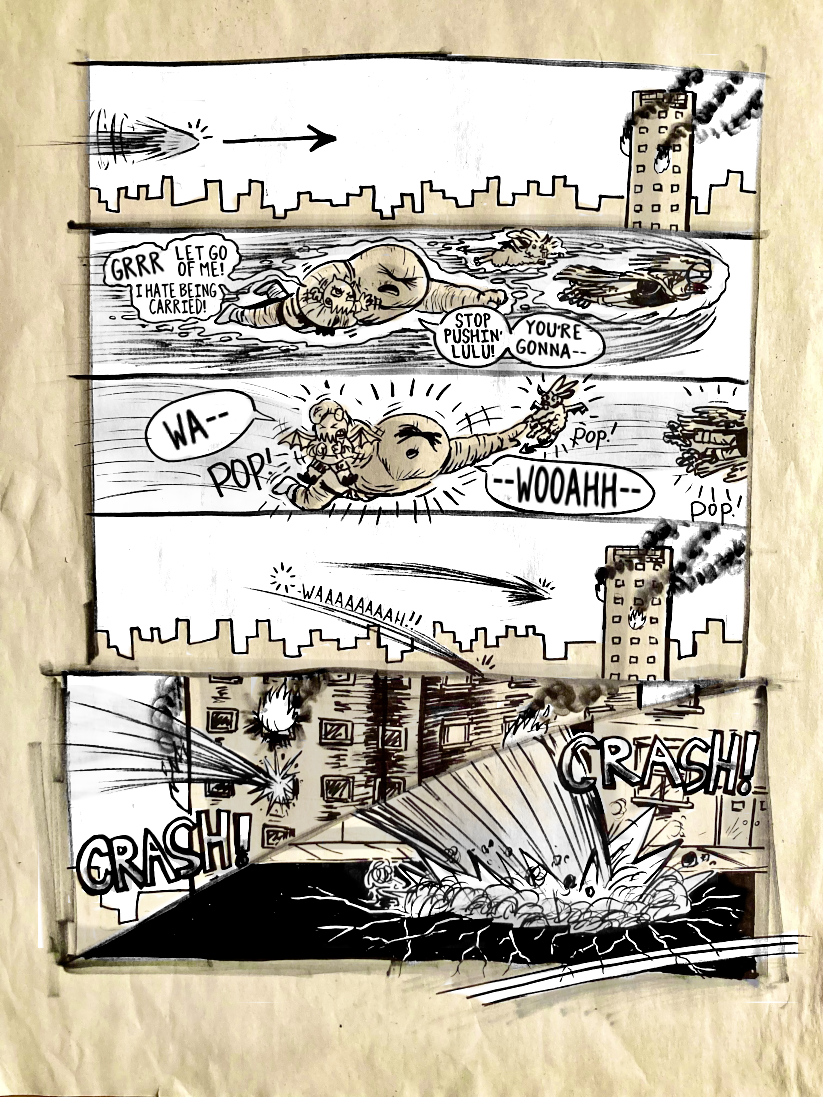 GRRR
LET GO
OF ME!
I HATE BEING
CARRIED!
STOP
PUSHIN'
LULU!
YOU'RE
GONNA--
WA--
POP!
POP!
--WOOAHH--
POP!
-WAAAAAAAAH!!
CRASH!
CRASH!